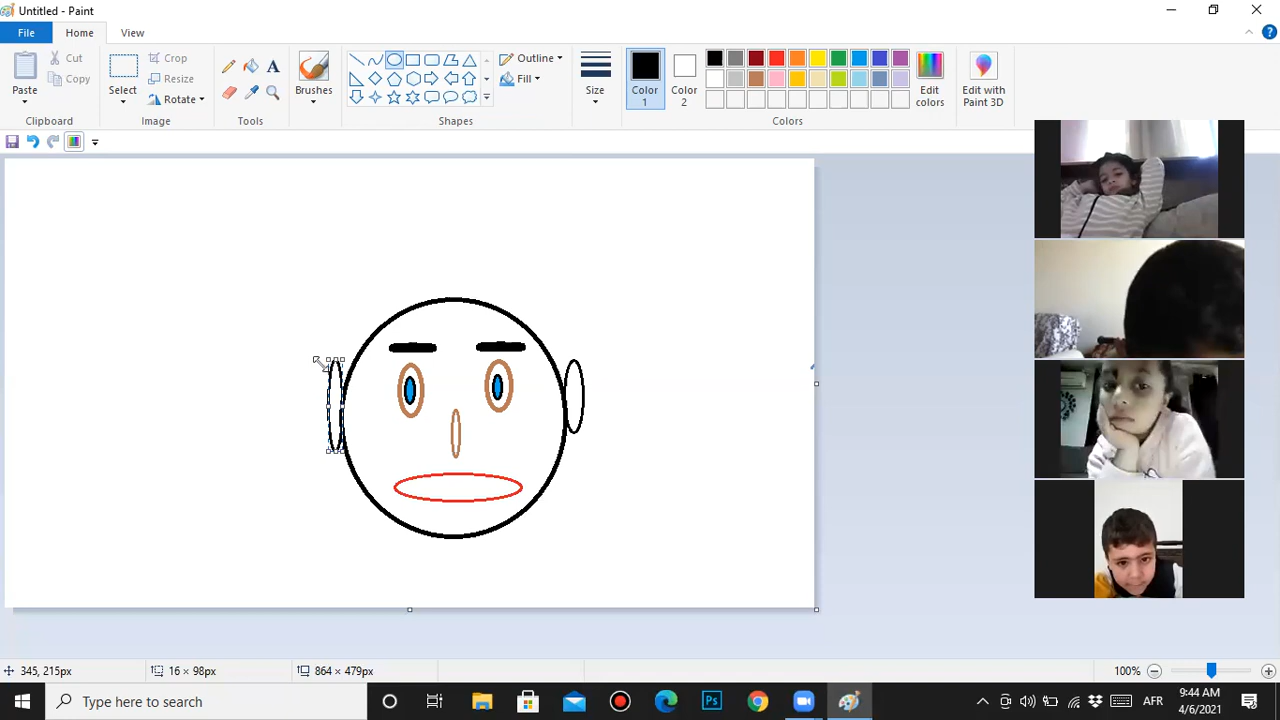 Untitled - Paint
File Home View
Paste
Cut
Copy
Clipboard
Select
Crop
Resize
Rotate
Image
Tools
Brushes
Outline
Fill
Shapes
Size
Color 1
Color 2
Edit colors
Edit with Paint 3D
Colors
345, 215px
16 × 98px
864 × 479px
100%
Type here to search
Ps
AFR
9:44 AM
4/6/2021